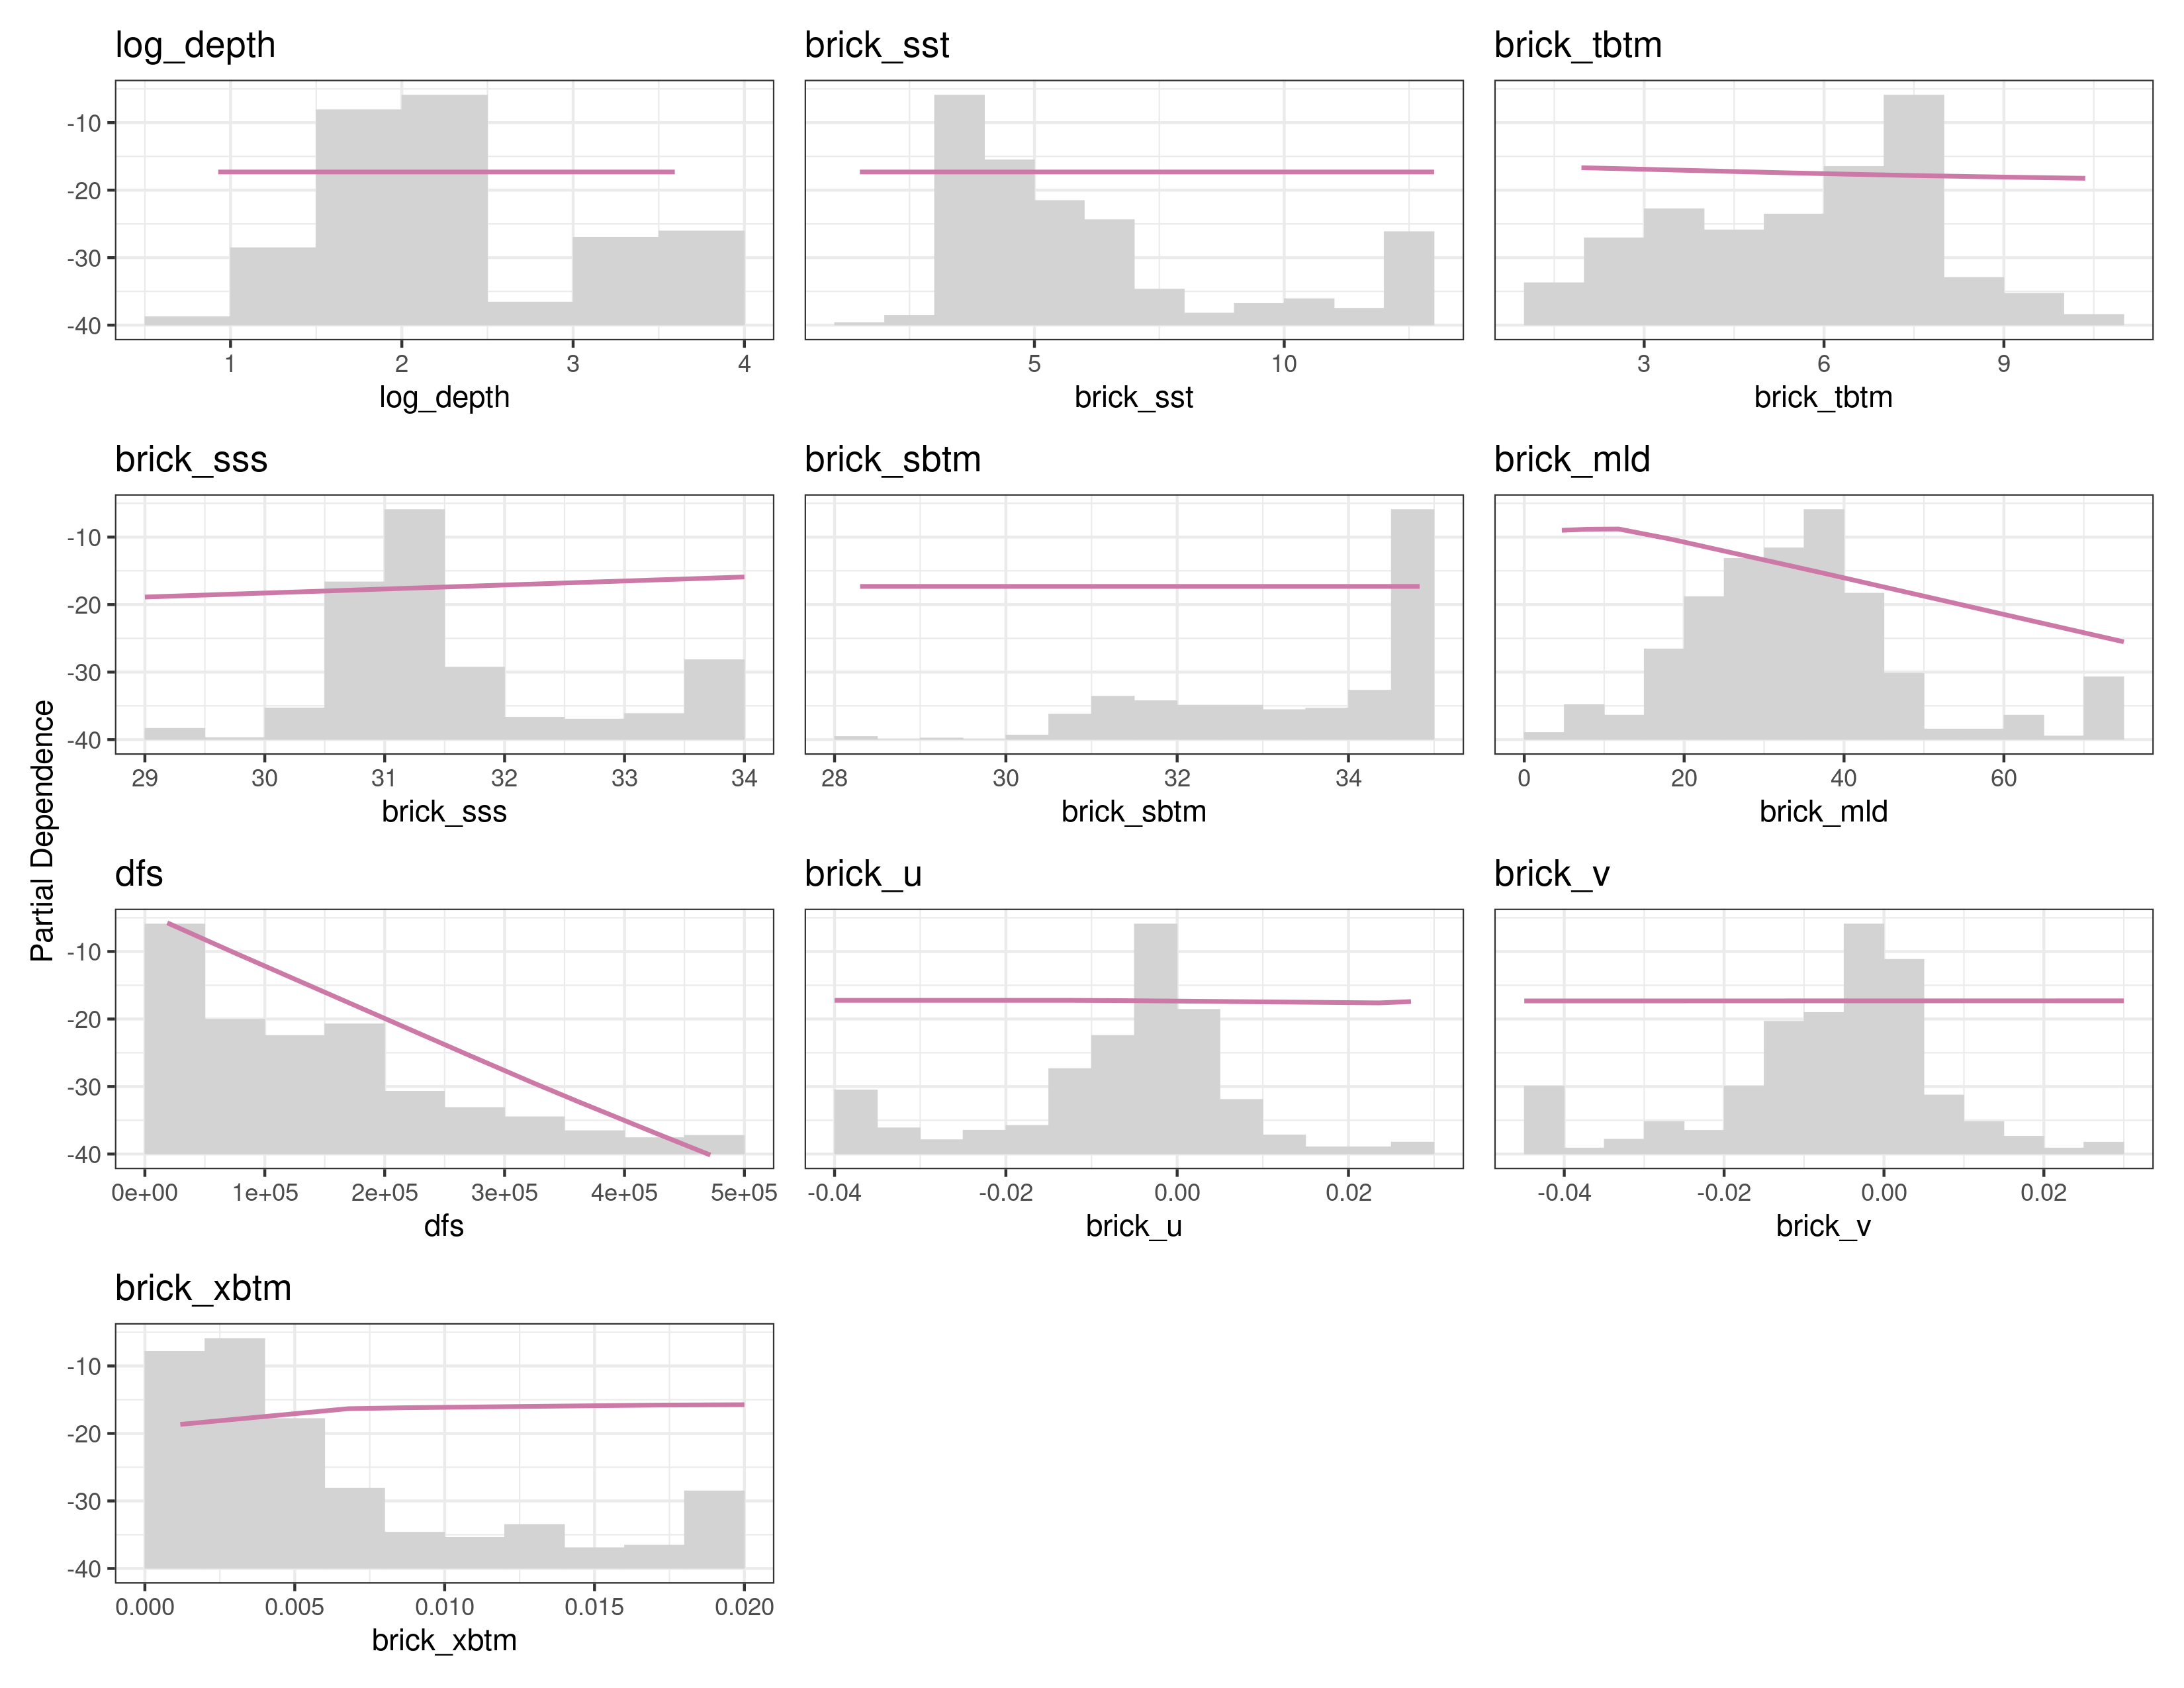 log_depth
brick_sst
brick_tbtm
-10
-20
-30
-40
1 2 3 4
5 10
3 6 9
log_depth
brick_sst
brick_tbtm
brick_sss
brick_sbtm
brick_mld
-10
-20
-30
-40
29 30 31 32 33 34
28 30 32 34
0 20 40 60
brick_sss
brick_sbtm
brick_mld
Partial Dependence
dfs
brick_u
brick_v
-10
-20
-30
-40
0e+00 1e+05 2e+05 3e+05 4e+05 5e+05
-0.04 -0.02 0.00 0.02
-0.04 -0.02 0.00 0.02
dfs
brick_u
brick_v
brick_xbtm
-10
-20
-30
-40
0.000 0.005 0.010 0.015 0.020
brick_xbtm